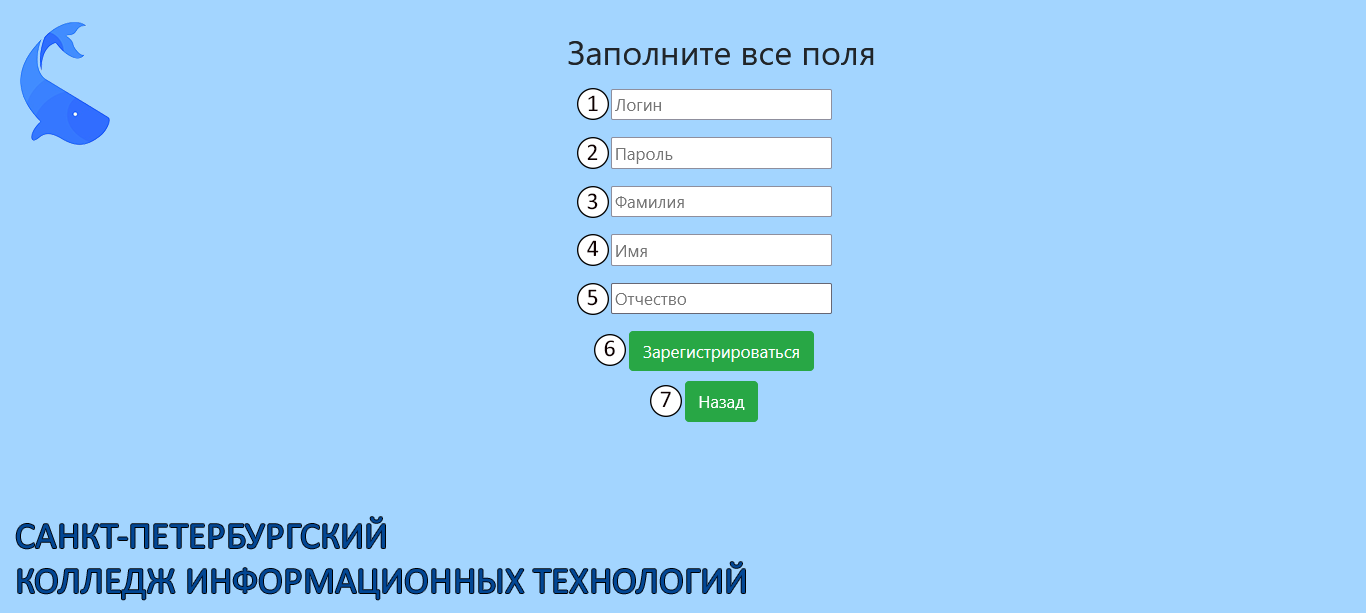 Заполните все поля
1 Логин
2 Пароль
3 Фамилия
4 Имя
5 Отчество
6 Зарегистрироваться
7 Назад
САНКТ-ПЕТЕРБУРГСКИЙ
КОЛЛЕДЖ ИНФОРМАЦИОННЫХ ТЕХНОЛОГИЙ